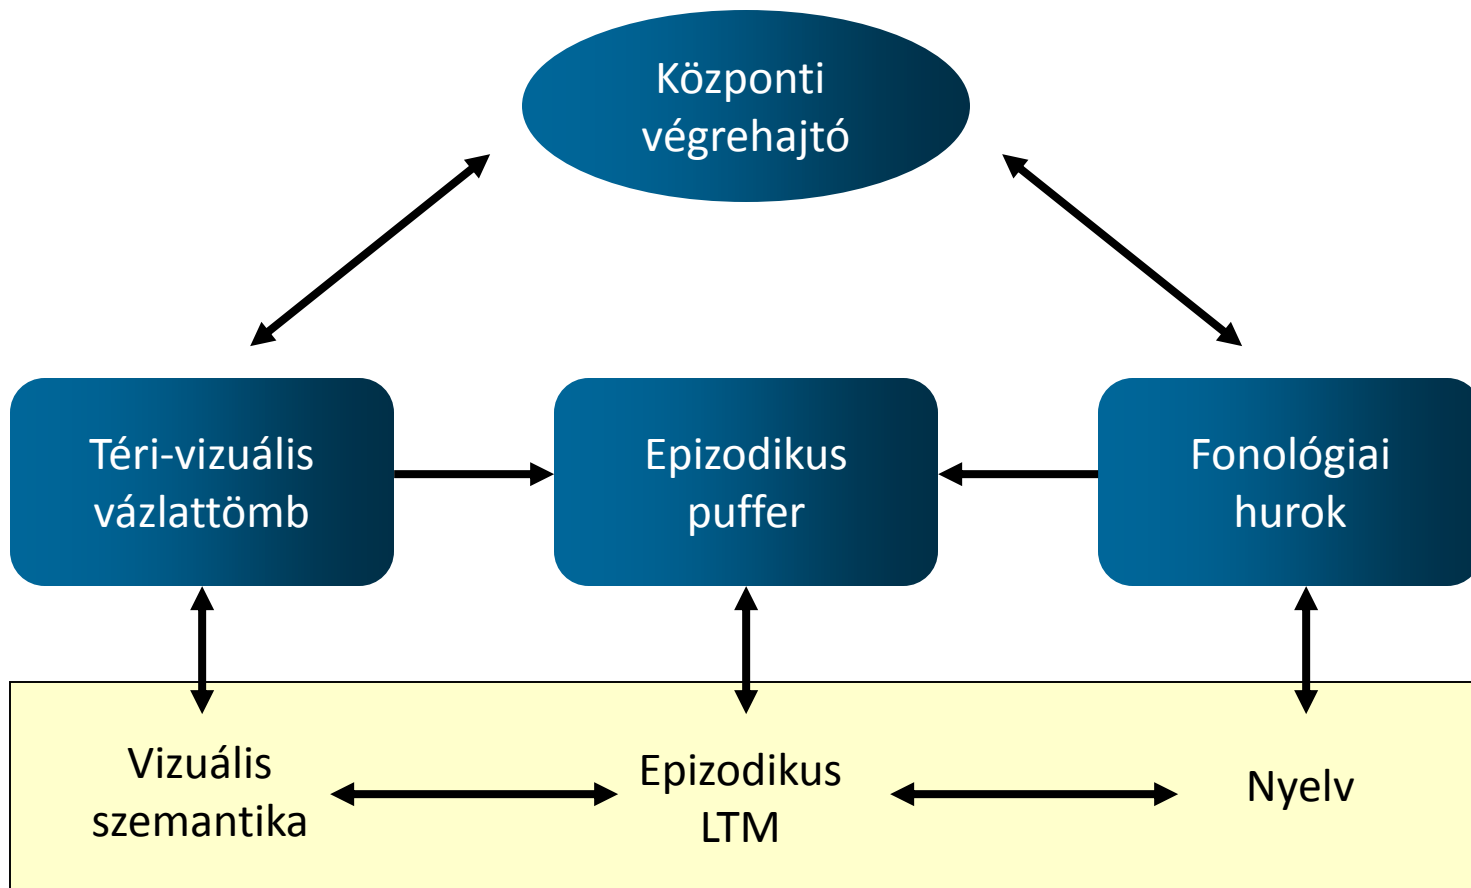 Központi
végrehajtó
Téri-vizuális
vázlattömb
Epizodikus
puffer
Fonológiai
hurok
Vizuális
szemantika
Epizodikus
LTM
Nyelv